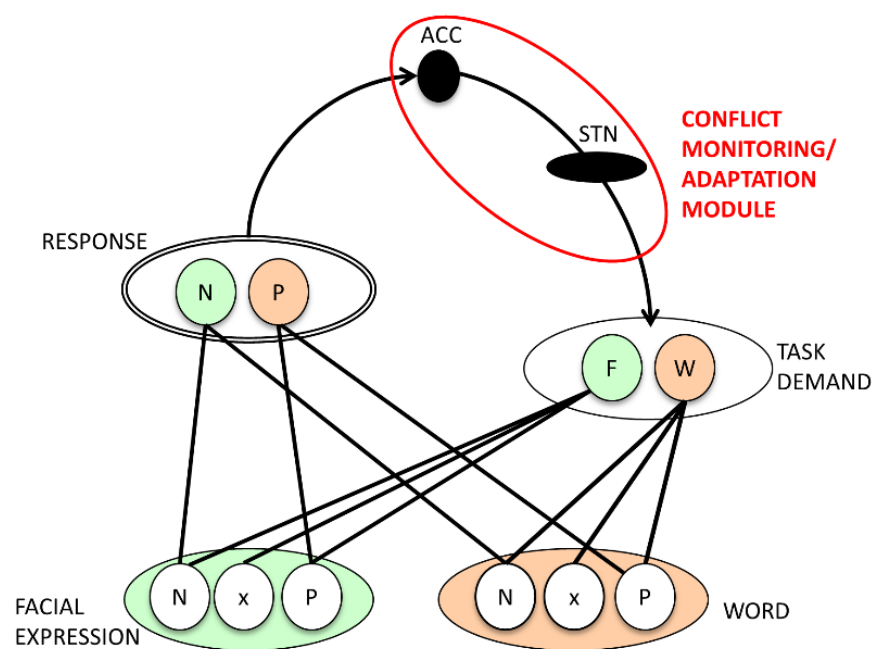 ACC
STN
CONFLICT
MONITORING/
ADAPTATION
MODULE
RESPONSE
N P
F W
TASK
DEMAND
N x P
N x P
FACIAL
EXPRESSION
WORD